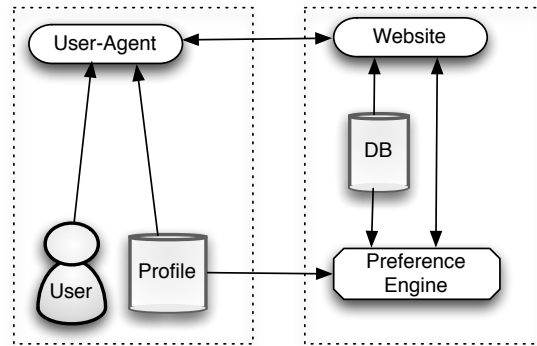 User-Agent
Website
DB
User
Profile
Preference
Engine